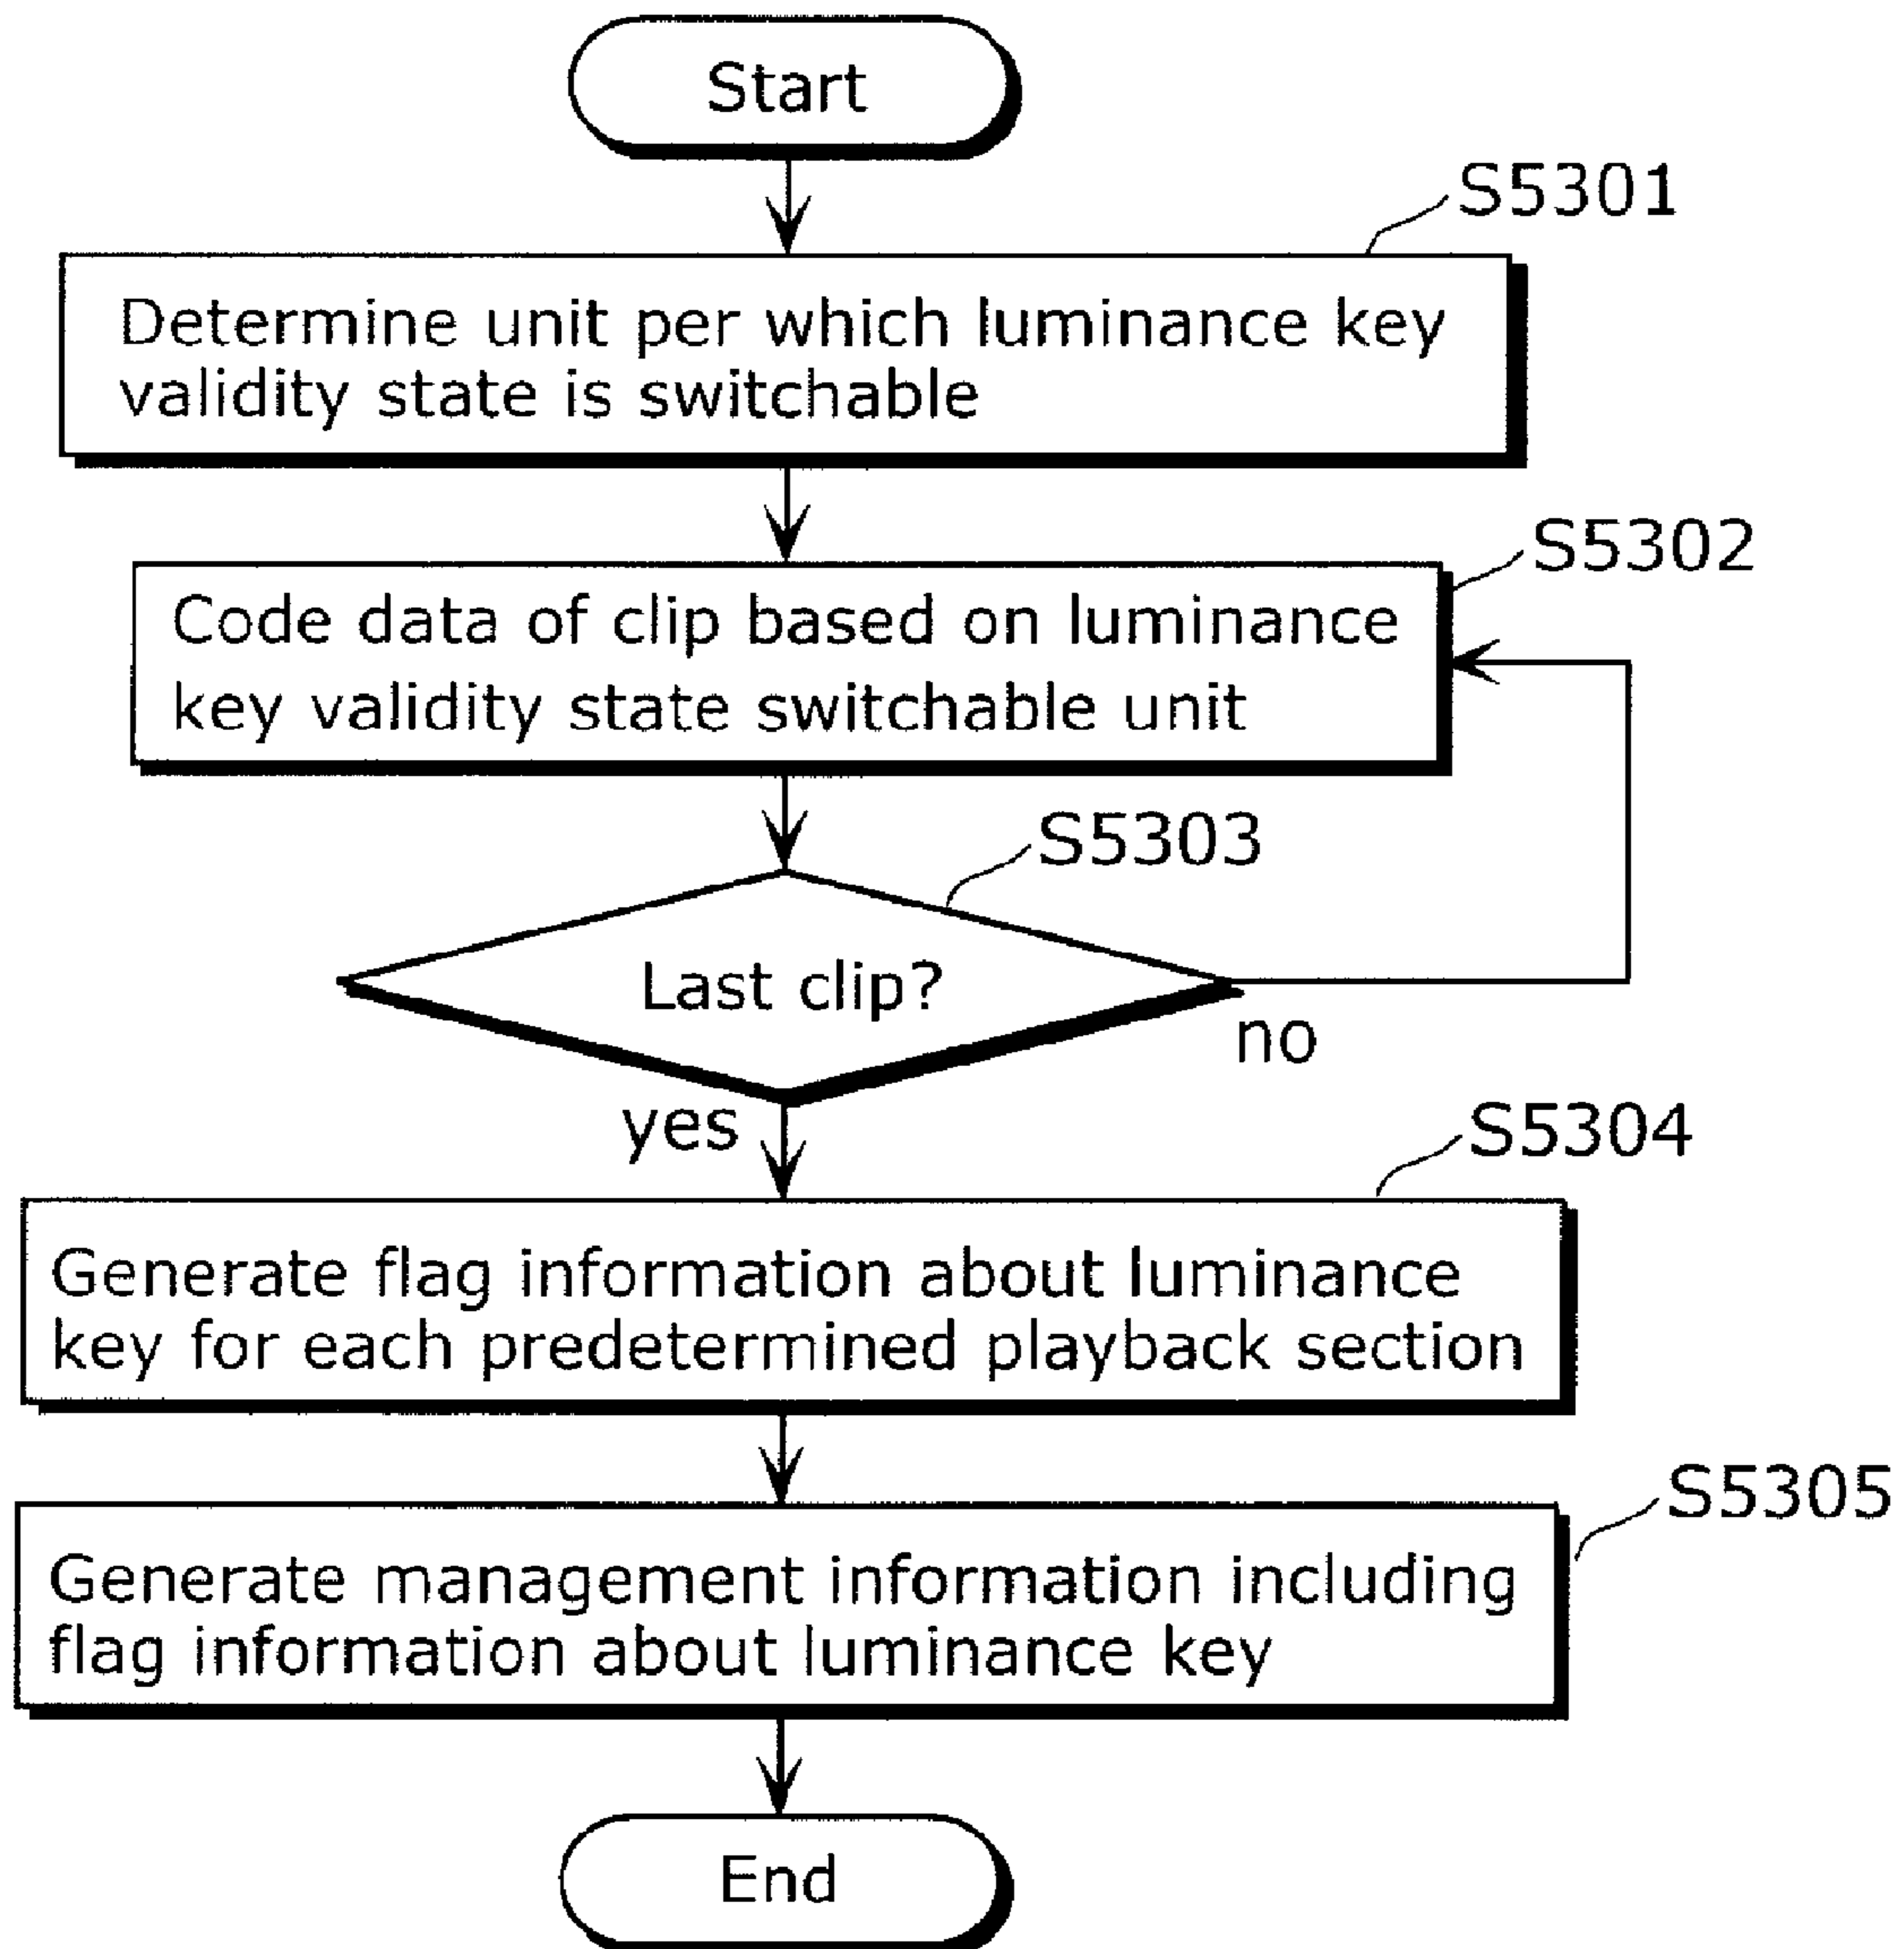 Start
S5301
Determine unit per which luminance key
validity state is switchable
S5302
Code data of clip based on luminance
key validity state switchable unit
S5303
Last clip?
no
yes
S5304
Generate flag information about luminance
key for each predetermined playback section
S5305
Generate management information including
flag information about luminance key
End